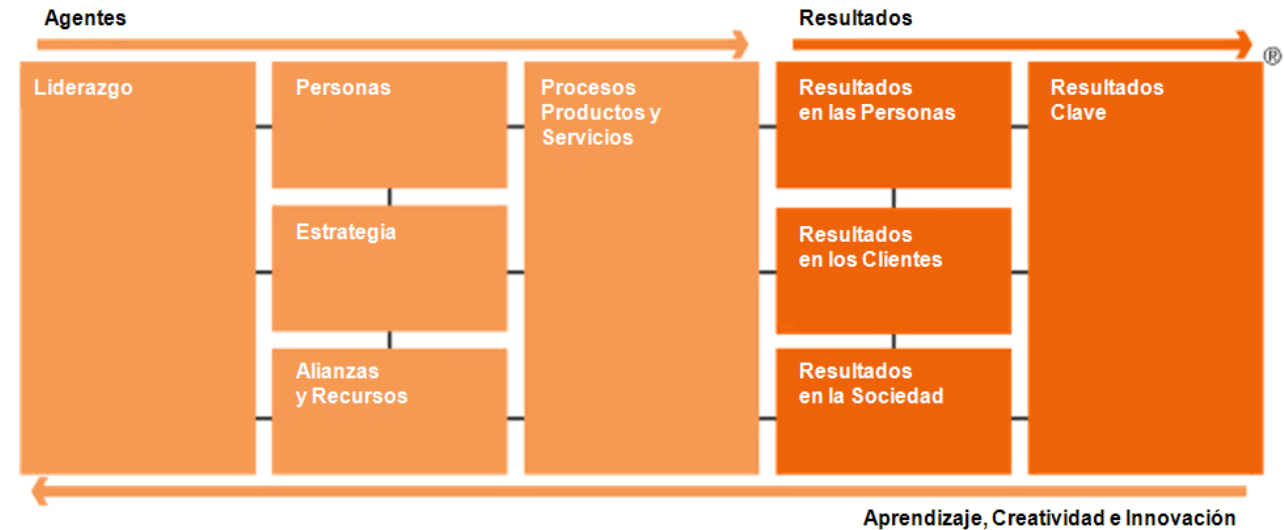 Agentes
Resultados
®
Liderazgo
Personas
Procesos
Productos y
Servicios
Resultados
en las Personas
Resultados
Clave
Estrategia
Resultados
en los Clientes
Alianzas
y Recursos
Resultados
en la Sociedad
Aprendizaje, Creatividad e Innovación